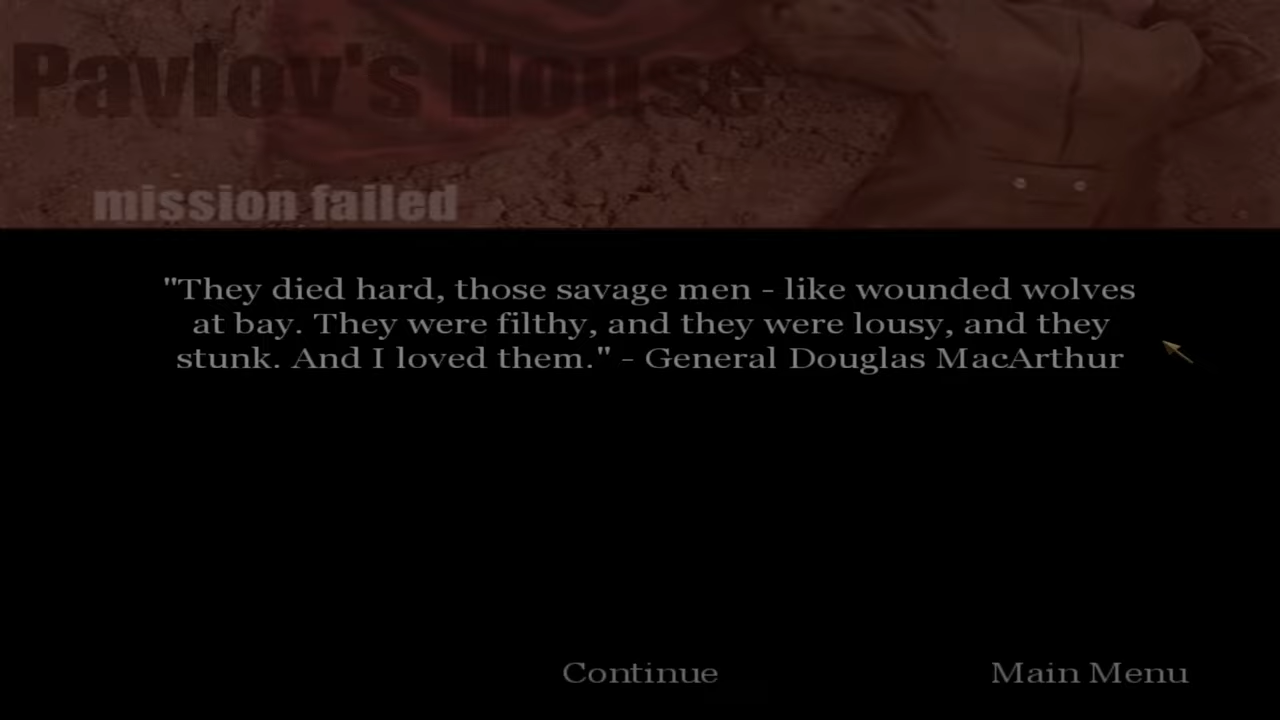 Pavlov's House
mission failed
"They died hard, those savage men - like wounded wolves
at bay. They were filthy, and they were lousy, and they
stunk. And I loved them." - General Douglas MacArthur
Continue
Main Menu